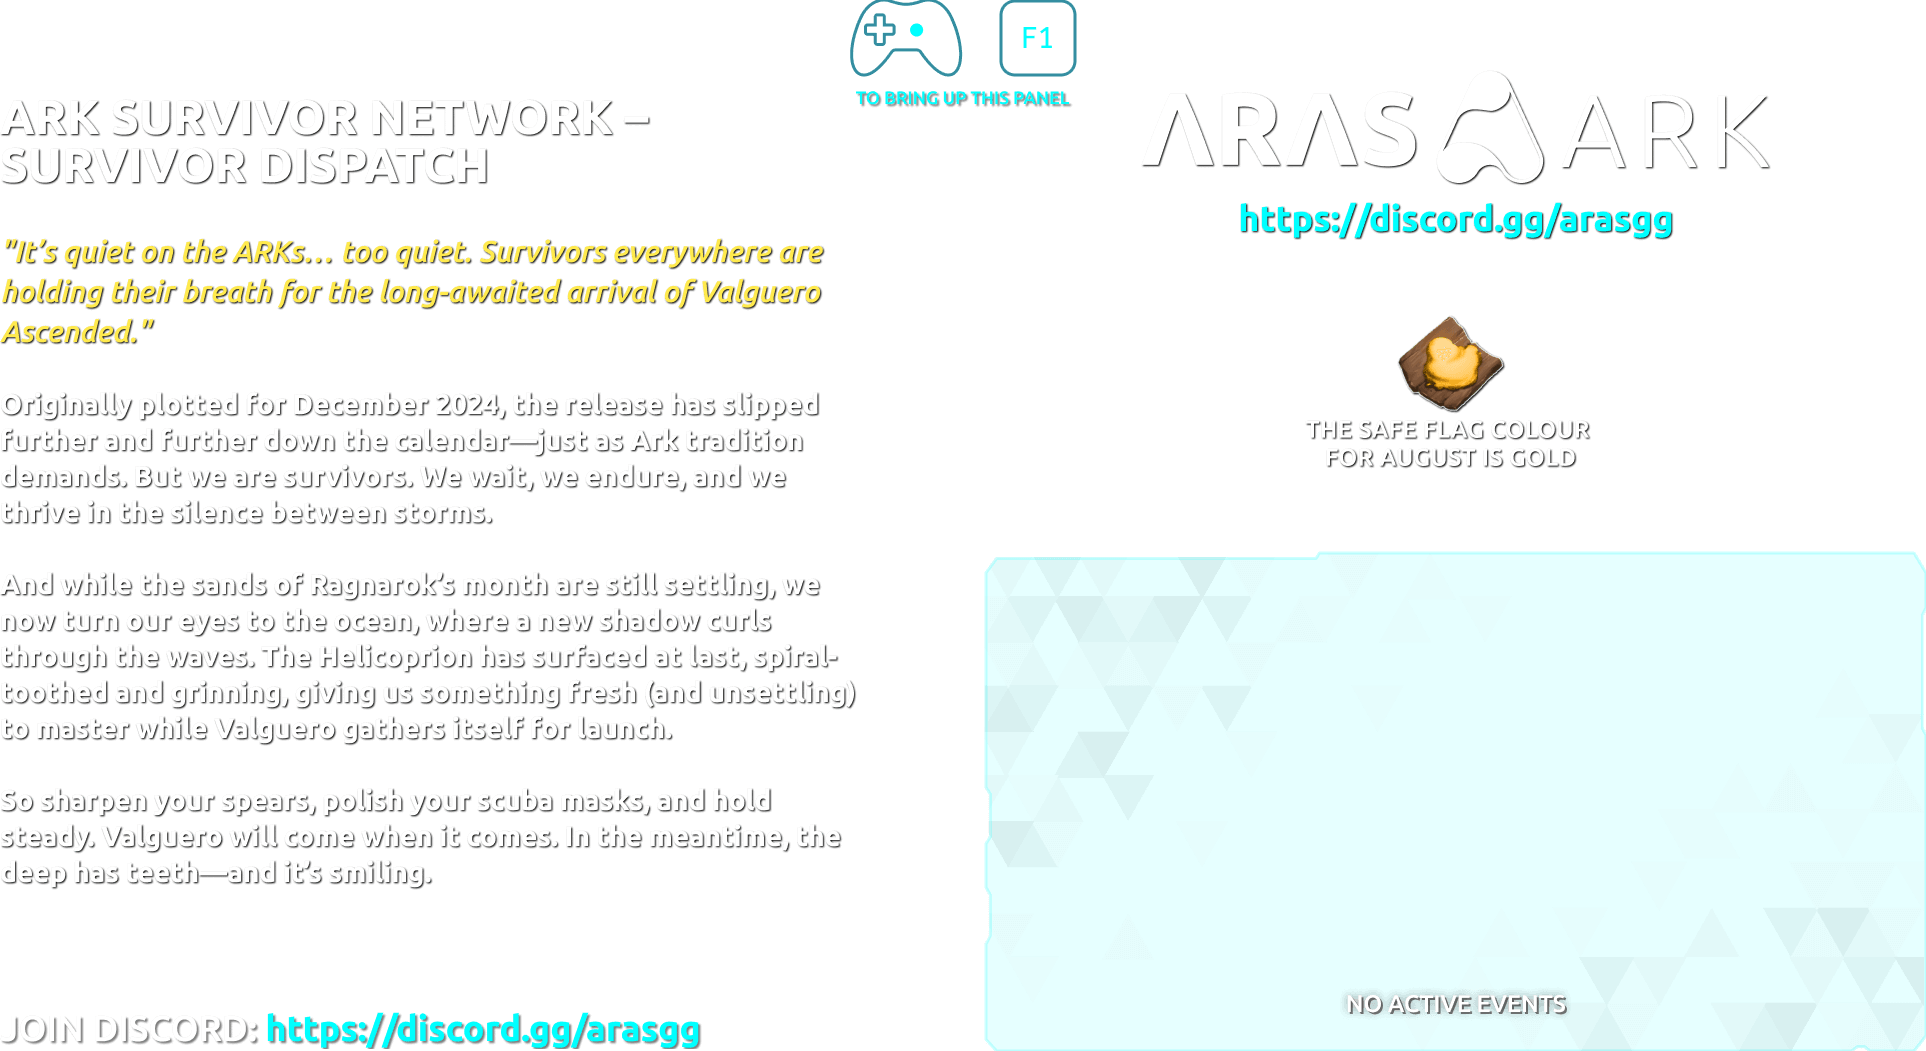 F1
TO BRING UP THIS PANEL
ARK SURVIVOR NETWORK –
SURVIVOR DISPATCH
"It’s quiet on the ARKs… too quiet. Survivors everywhere are
holding their breath for the long-awaited arrival of Valguero
Ascended."
Originally plotted for December 2024, the release has slipped
further and further down the calendar—just as Ark tradition
demands. But we are survivors. We wait, we endure, and we
thrive in the silence between storms.
And while the sands of Ragnarok’s month are still settling, we
now turn our eyes to the ocean, where a new shadow curls
through the waves. The Helicoprion has surfaced at last, spiral-
toothed and grinning, giving us something fresh (and unsettling)
to master while Valguero gathers itself for launch.
So sharpen your spears, polish your scuba masks, and hold
steady. Valguero will come when it comes. In the meantime, the
deep has teeth—and it’s smiling.
JOIN DISCORD: https://discord.gg/arasgg
ARAS ARK
https://discord.gg/arasgg
THE SAFE FLAG COLOUR
FOR AUGUST IS GOLD
NO ACTIVE EVENTS